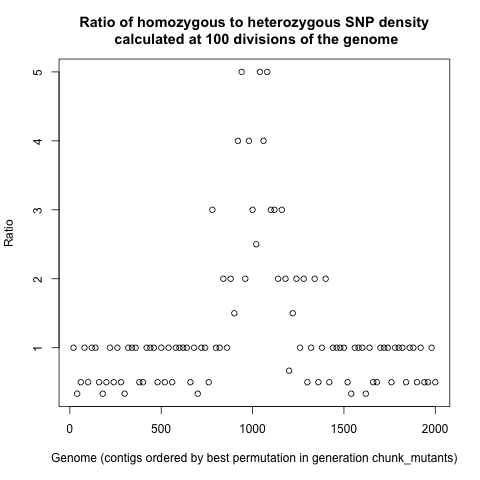 Ratio of homozygous to heterozygous SNP density
calculated at 100 divisions of the genome
5
4
3
2
1
Ratio
0 500 1000 1500 2000
Genome (contigs ordered by best permutation in generation chunk_mutants)